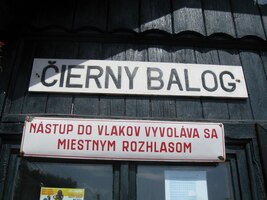 ČIERNY BALOG
NÁSTUP DO VLAKOV VYVOLÁVA SA
MIESTNYM ROZHLASOM